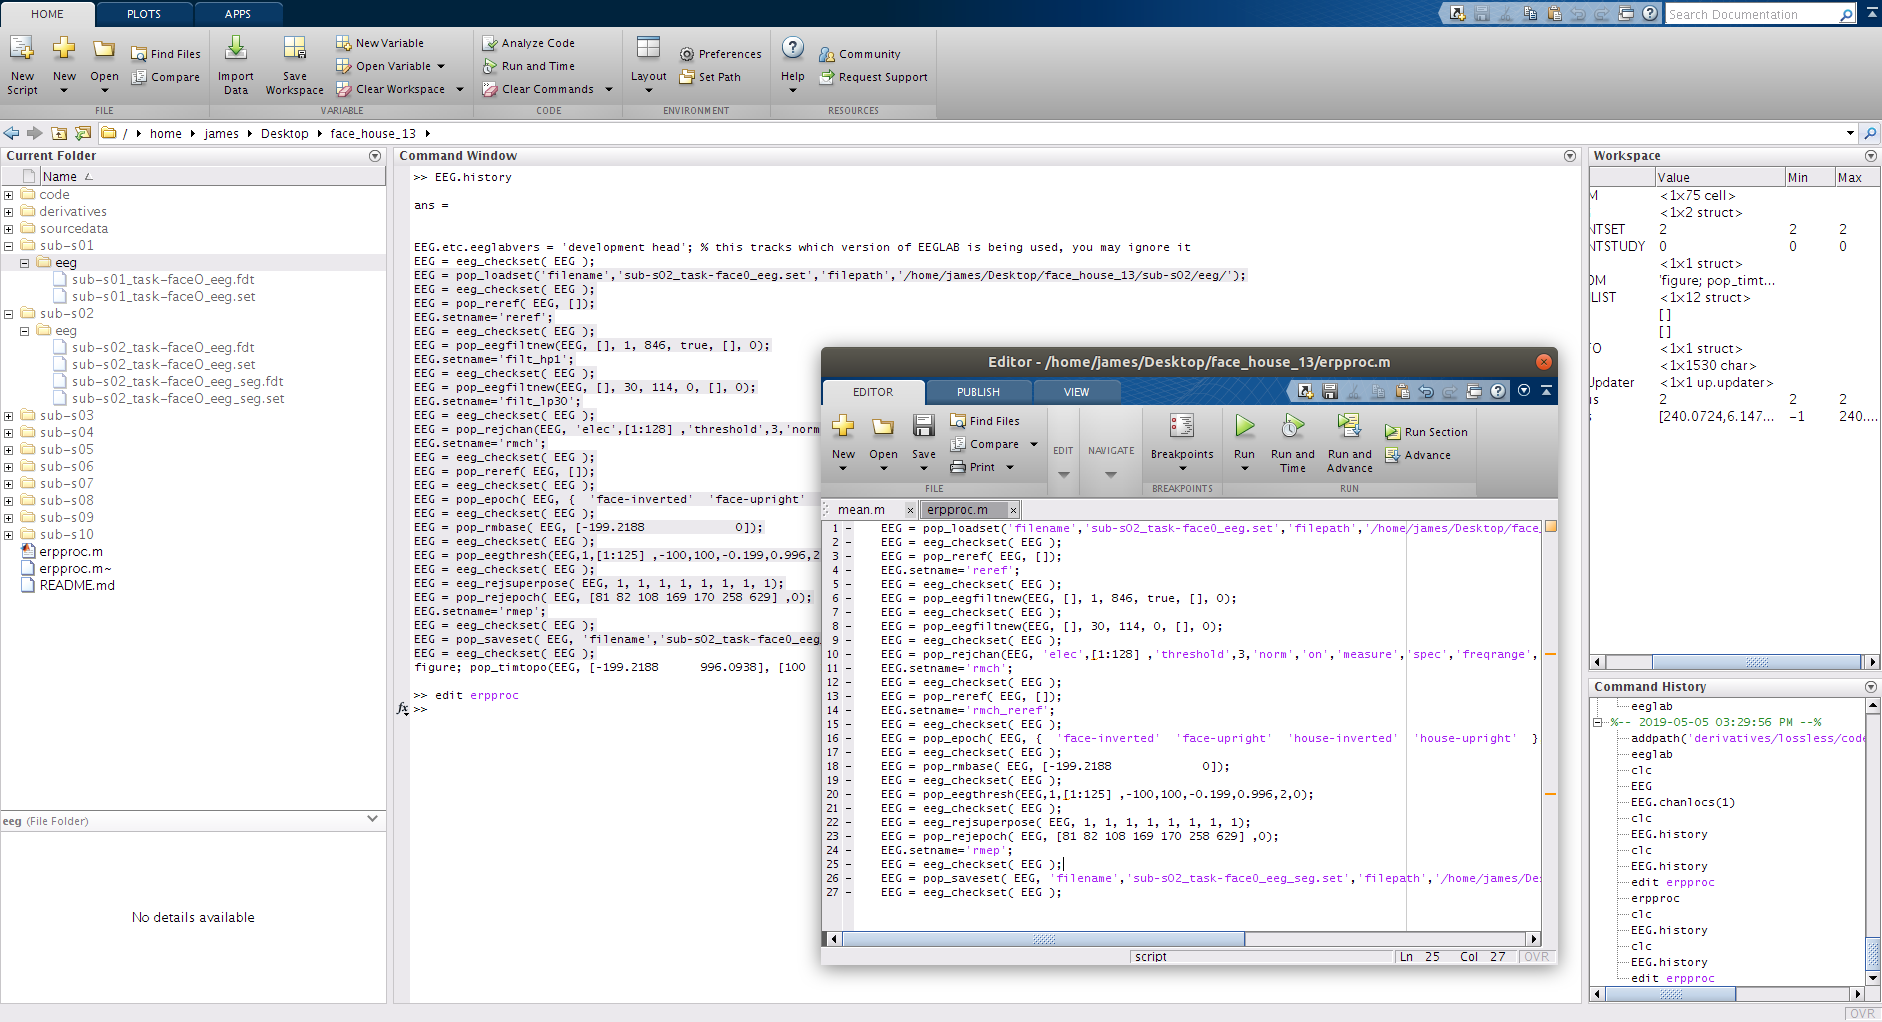 HOME PLOTS APPS
Search Documentation
New Script
New
Open
Find Files
Compare
FILE
Import Data
Save Workspace
New Variable
Open Variable
Clear Workspace
VARIABLE
Analyze Code
Run and Time
Clear Commands
CODE
Layout
Preferences
Set Path
ENVIRONMENT
Help
Community
Request Support
RESOURCES
/ home james Desktop face_house_13
Current Folder
Name
code
derivatives
sourcedata
sub-s01
eeg
sub-s01_task-faceO_eeg.fdt
sub-s01_task-faceO_eeg.set
sub-s02
eeg
sub-s02_task-faceO_eeg.fdt
sub-s02_task-faceO_eeg.set
sub-s02_task-faceO_eeg_seg.fdt
sub-s02_task-faceO_eeg_seg.set
sub-s03
sub-s04
sub-s05
sub-s06
sub-s07
sub-s08
sub-s09
sub-s10
erpproc.m
erpproc.m~
README.md
eeg (File Folder)
No details available
Command Window
>> EEG.history
ans =
EEG.etc.eeglabvers = 'development head'; % this tracks which version of EEGLAB is being used, you may ignore it
EEG = eeg_checkset( EEG );
EEG = pop_loadset('filename','sub-s02_task-faceO_eeg.set','filepath','/home/james/Desktop/face_house_13/sub-s02/eeg/');
EEG = eeg_checkset( EEG );
EEG = pop_reref( EEG, []);
EEG.setname='reref';
EEG = eeg_checkset( EEG );
EEG = pop_eegfiltnew(EEG, [], 1, 846, true, [], 0);
EEG.setname='filt_hp1';
EEG = eeg_checkset( EEG );
EEG = pop_eegfiltnew(EEG, [], 30, 114, 0, [], 0);
EEG.setname='filt_lp30';
EEG = eeg_checkset( EEG );
EEG = pop_rejchan(EEG, 'elec',[1:128] ,'threshold',3,'norm
EEG.setname='rmch';
EEG = eeg_checkset( EEG );
EEG = pop_reref( EEG, []);
EEG = eeg_checkset( EEG );
EEG = pop_epoch( EEG, { 'face-inverted' 'face-upright'
EEG = eeg_checkset( EEG );
EEG = pop_rmbase( EEG, [-199.2188 0]);
EEG = eeg_checkset( EEG );
EEG = pop_eegthresh(EEG,1,[1:125] ,-100,100,-0.199,0.996,2
EEG = eeg_checkset( EEG );
EEG = eeg_rejsuperpose( EEG, 1, 1, 1, 1, 1, 1, 1, 1);
EEG = pop_rejepoch( EEG, [81 82 108 169 170 258 629] ,0);
EEG.setname='rmep';
EEG = eeg_checkset( EEG );
EEG = pop_saveset( EEG, 'filename','sub-s02_task-faceO_eeg_
EEG = eeg_checkset( EEG );
figure; pop_timtopo(EEG, [-199.2188 996.0938], [100
>> edit erpproc
fx >>
Editor - /home/james/Desktop/face_house_13/erpproc.m
EDITOR PUBLISH VIEW
New
Open
Save
Find Files
Compare
Print
FILE
EDIT
NAVIGATE
Breakpoints
BREAKPOINTS
Run
Run and Time
Run and Advance
Run Section
Advance
RUN
mean.m erpproc.m
1 - EEG = pop_loadset('filename','sub-s02_task-faceO_eeg.set','filepath','/home/james/Desktop/face_
2 - EEG = eeg_checkset( EEG );
3 - EEG = pop_reref( EEG, []);
4 - EEG.setname='reref';
5 - EEG = eeg_checkset( EEG );
6 - EEG = pop_eegfiltnew(EEG, [], 1, 846, true, [], 0);
7 - EEG = eeg_checkset( EEG );
8 - EEG = pop_eegfiltnew(EEG, [], 30, 114, 0, [], 0);
9 - EEG = eeg_checkset( EEG );
10 - EEG = pop_rejchan(EEG, 'elec',[1:128] ,'threshold',3,'norm','on','measure','spec','freqrange',
11 - EEG.setname='rmch';
12 - EEG = eeg_checkset( EEG );
13 - EEG = pop_reref( EEG, []);
14 - EEG.setname='rmch_reref';
15 - EEG = eeg_checkset( EEG );
16 - EEG = pop_epoch( EEG, { 'face-inverted' 'face-upright' 'house-inverted' 'house-upright' }
17 - EEG = eeg_checkset( EEG );
18 - EEG = pop_rmbase( EEG, [-199.2188 0]);
19 - EEG = eeg_checkset( EEG );
20 - EEG = pop_eegthresh(EEG,1,[1:125] ,-100,100,-0.199,0.996,2,0);
21 - EEG = eeg_checkset( EEG );
22 - EEG = eeg_rejsuperpose( EEG, 1, 1, 1, 1, 1, 1, 1, 1);
23 - EEG = pop_rejepoch( EEG, [81 82 108 169 170 258 629] ,0);
24 - EEG.setname='rmep';
25 - EEG = eeg_checkset( EEG );
26 - EEG = pop_saveset( EEG, 'filename','sub-s02_task-faceO_eeg_seg.set','filepath','/home/james/De
27 - EEG = eeg_checkset( EEG );
script Ln 25 Col 27 OVR
Workspace
Value Min Max
M <1x75 cell>
<1x2 struct>
NTSET 2 2 2
NTSTUDY 0 0 0
<1x1 struct>
OM 'figure; pop_timt...
LIST <1x12 struct>
[]
[]
TO <1x1 struct>
<1x1530 char>
Updater <1x1 up.updater>
us 2 2 2
s [240.0724,6.147... -1 240....
Command History
eeglab
%-- 2019-05-05 03:29:56 PM --%
addpath('derivatives/lossless/code
eeglab
clc
EEG
EEG.chanlocs(1)
clc
EEG.history
clc
EEG.history
edit erpproc
erpproc
clc
EEG.history
clc
EEG.history
edit erpproc
OVR